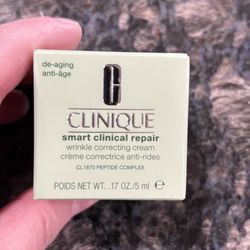 de-aging
anti-âge
CLINIQUE
smart clinical repair
wrinkle correcting cream
crème correctrice anti-rides
CL1870 PEPTIDE COMPLEX
POIDS NET WT. .17 OZ./5 ml ℮